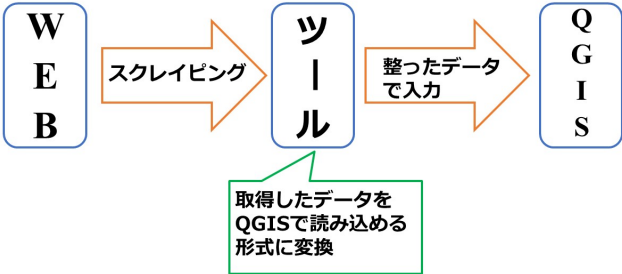 WEB
スクレイピング
ツール
整ったデータ
で入力
QGIS
取得したデータを
QGISで読み込める
形式に変換